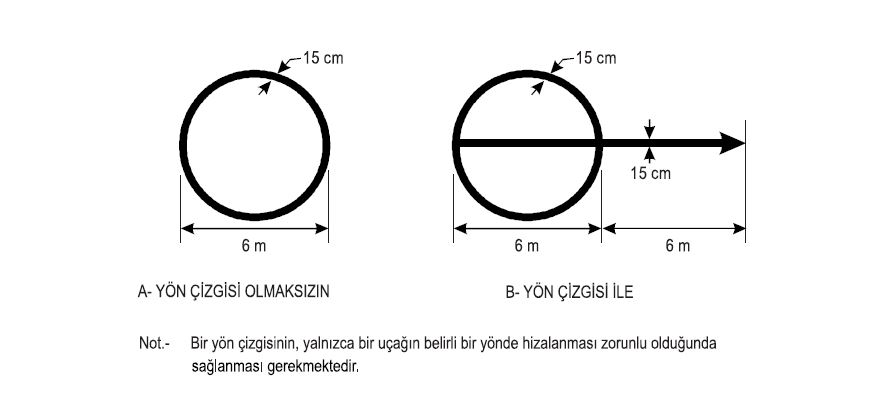 15 cm
15 cm
15 cm
6 m
6 m
6 m
A- YÖN ÇİZGİSİ OLMAKSIZIN
B- YÖN ÇİZGİSİ İLE
Not.- Bir yön çizgisinin, yalnızca bir uçağın belirli bir yönde hizalanması zorunlu olduğunda
sağlanması gerekmektedir.